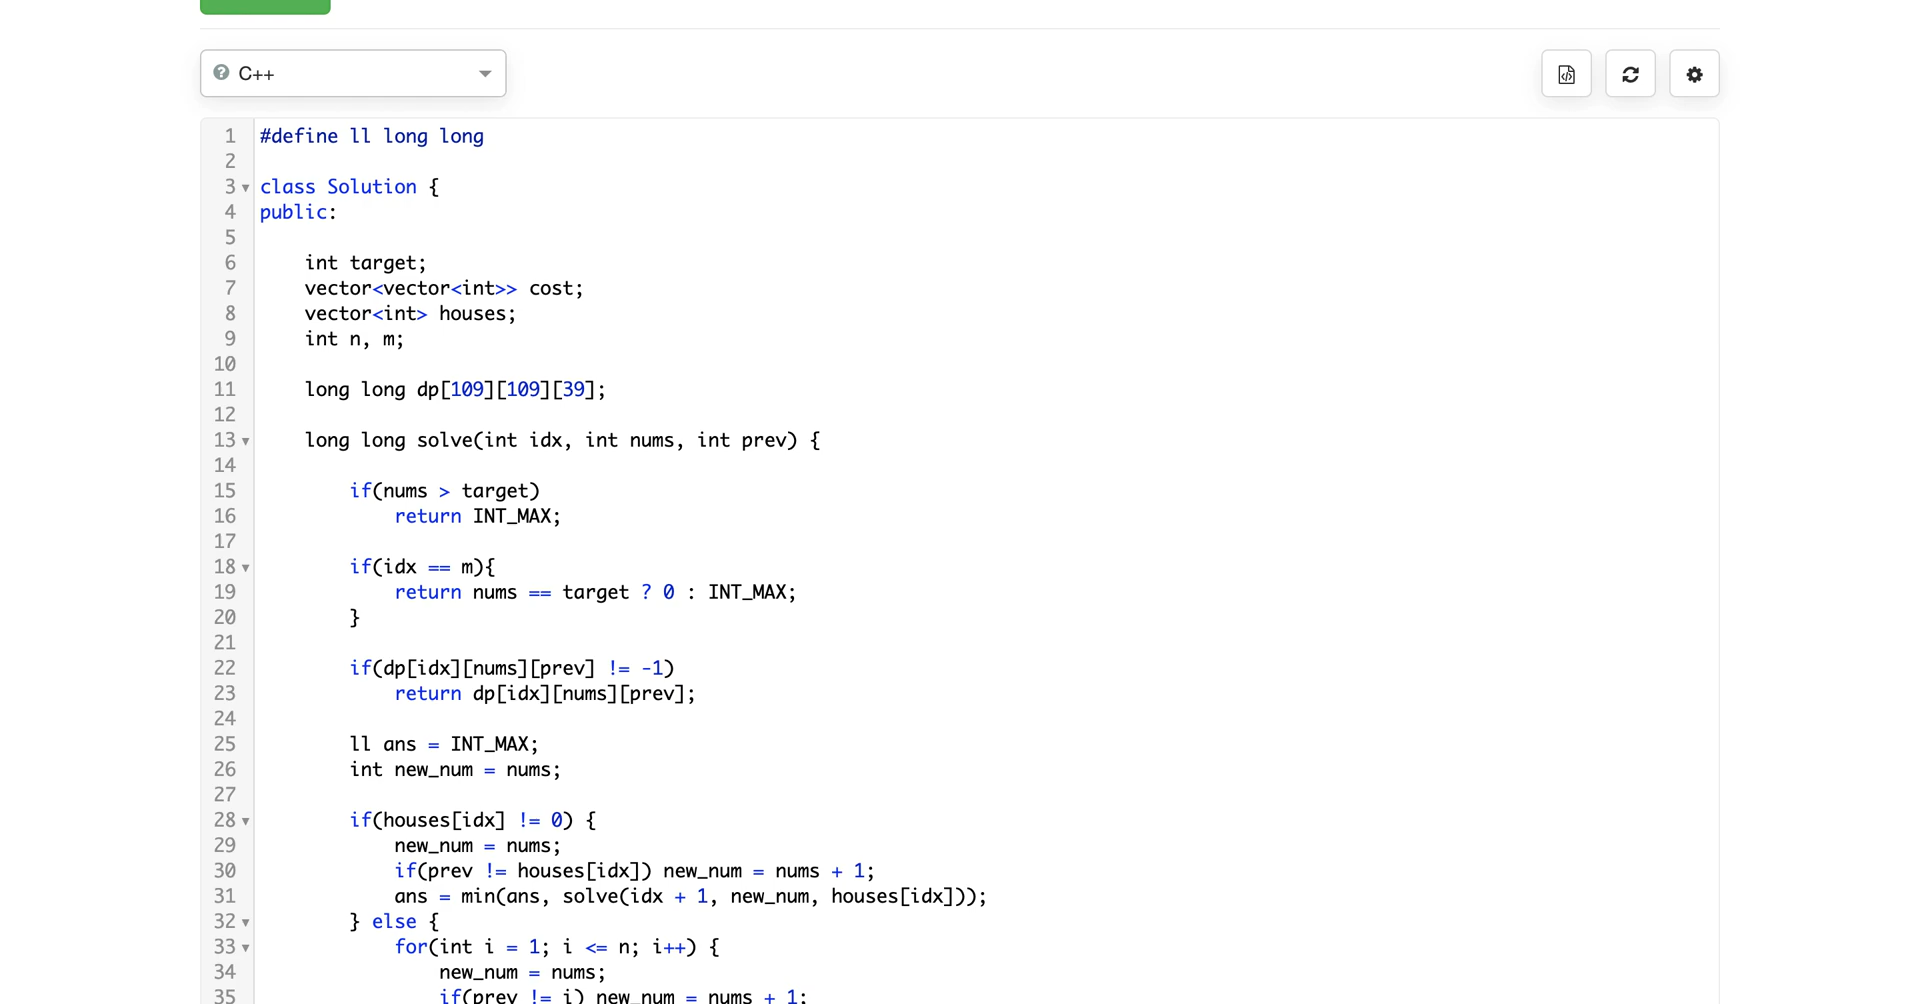 C++
1 #define ll long long
2
3 class Solution {
4 public:
5
6     int target;
7     vector<vector<int>> cost;
8     vector<int> houses;
9     int n, m;
10
11     long long dp[109][109][39];
12
13     long long solve(int idx, int nums, int prev) {
14
15         if(nums > target)
16             return INT_MAX;
17
18         if(idx == m){
19             return nums == target ? 0 : INT_MAX;
20         }
21
22         if(dp[idx][nums][prev] != -1)
23             return dp[idx][nums][prev];
24
25         ll ans = INT_MAX;
26         int new_num = nums;
27
28         if(houses[idx] != 0) {
29             new_num = nums;
30             if(prev != houses[idx]) new_num = nums + 1;
31             ans = min(ans, solve(idx + 1, new_num, houses[idx]));
32         } else {
33             for(int i = 1; i <= n; i++) {
34                 new_num = nums;
35                 if(prev != i) new_num = nums + 1;